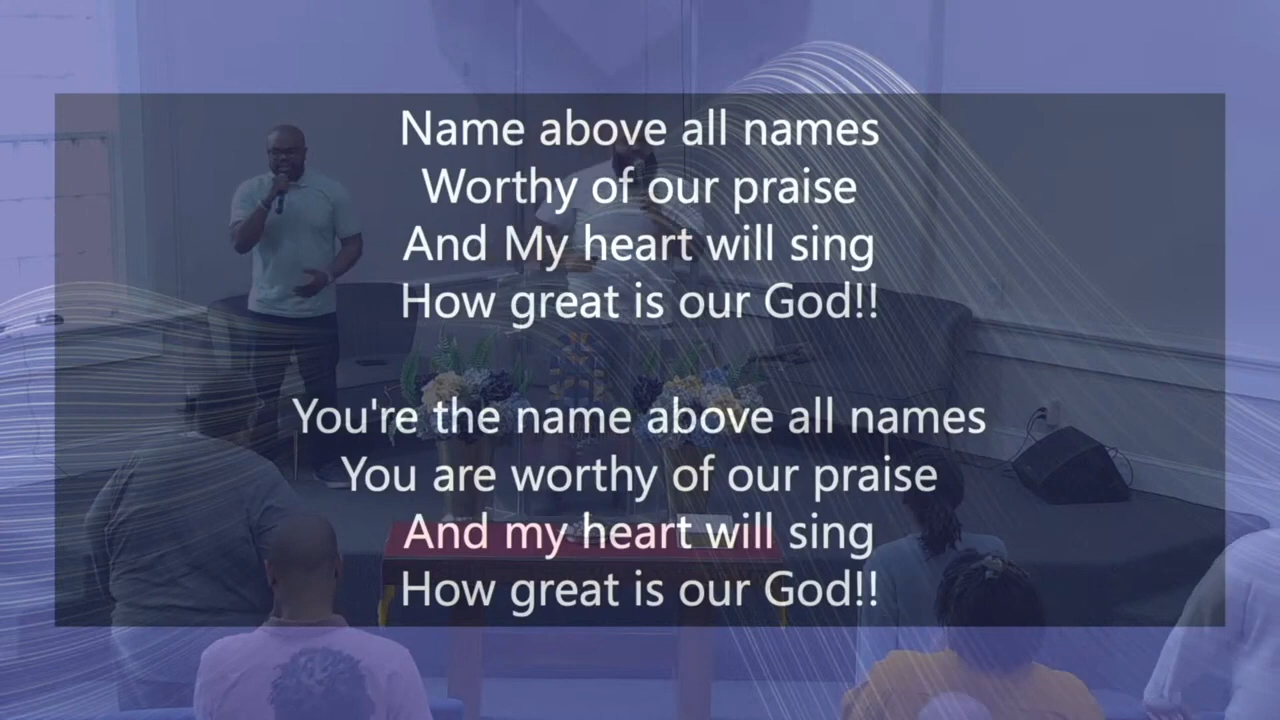 Name above all names
Worthy of our praise
And My heart will sing
How great is our God!!
You're the name above all names
You are worthy of our praise
And my heart will sing
How great is our God!!